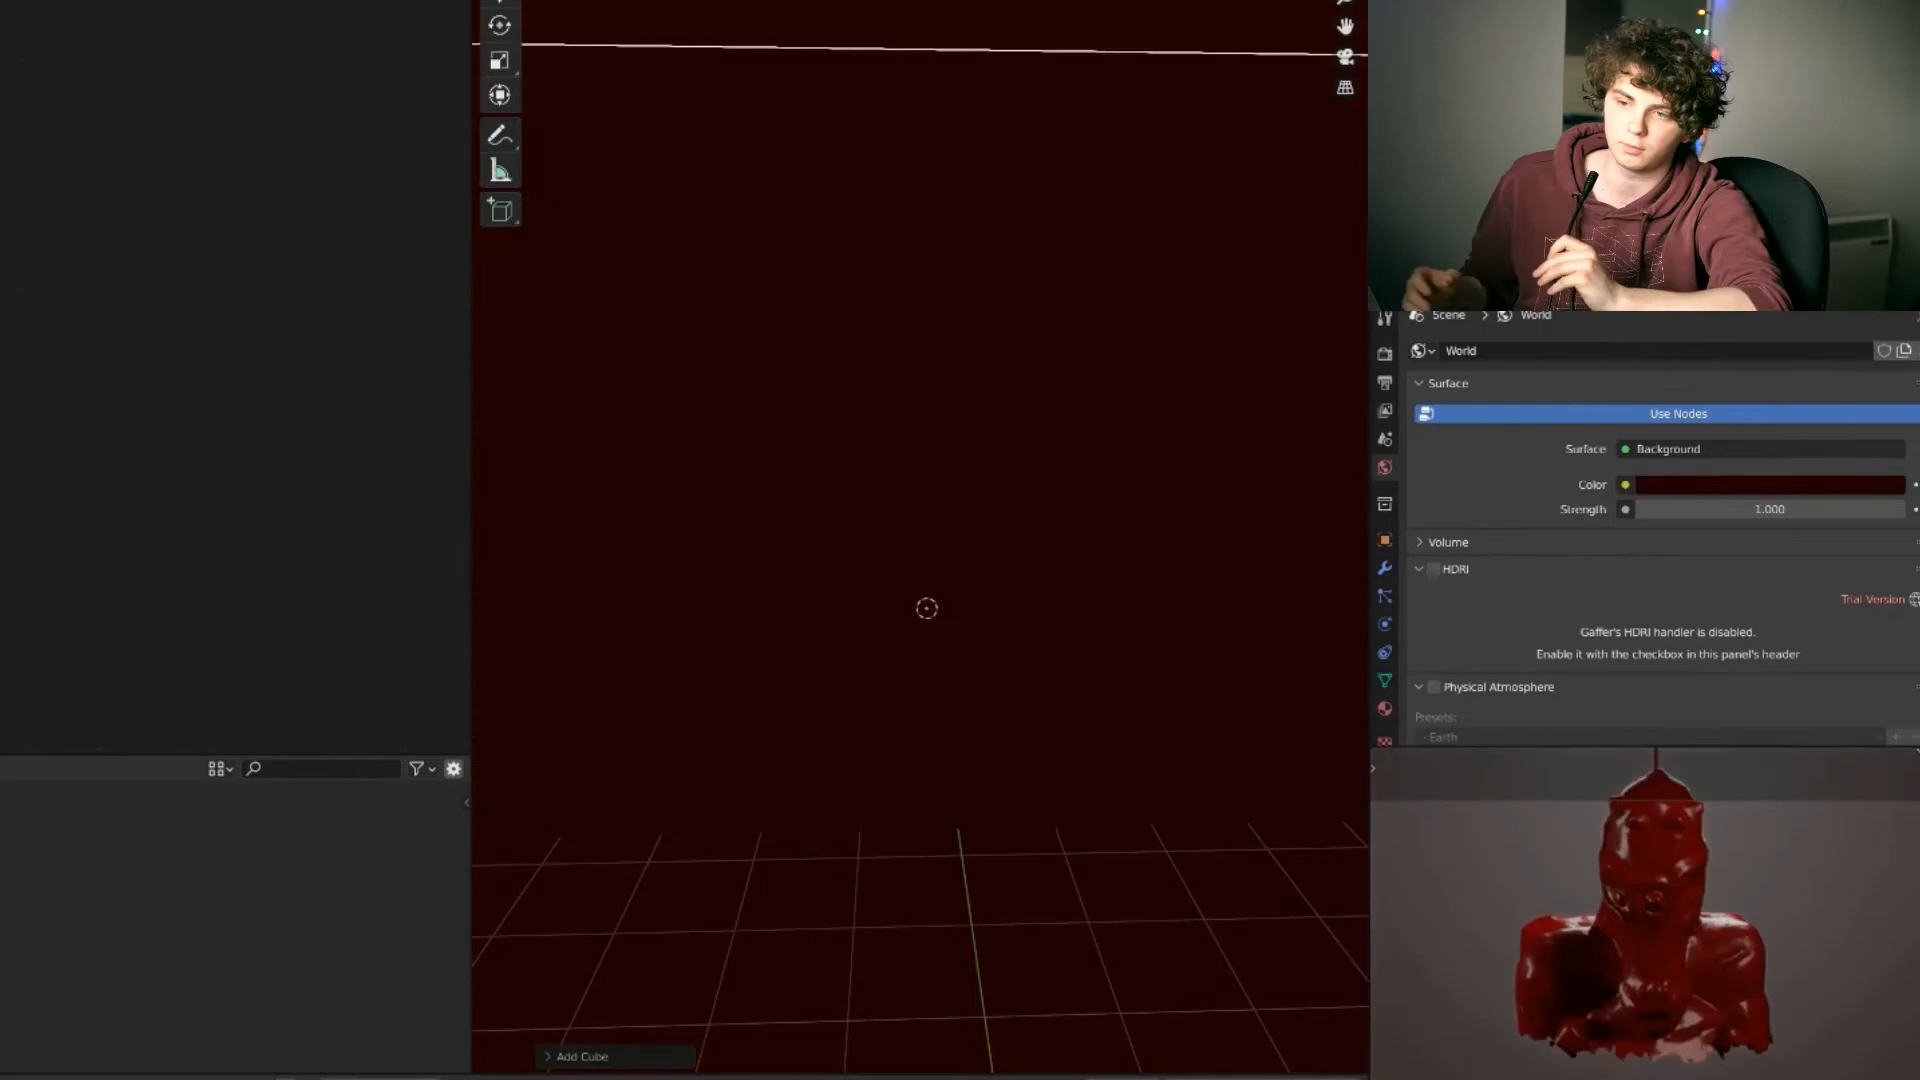 Scene > World
World
Surface
Use Nodes
Surface Background
Color
Strength 1.000
Volume
HDRI
Trial Version
Gaffer's HDRI handler is disabled.
Enable it with the checkbox in this panel's header
Physical Atmosphere
Presets:
- Earth
Add Cube